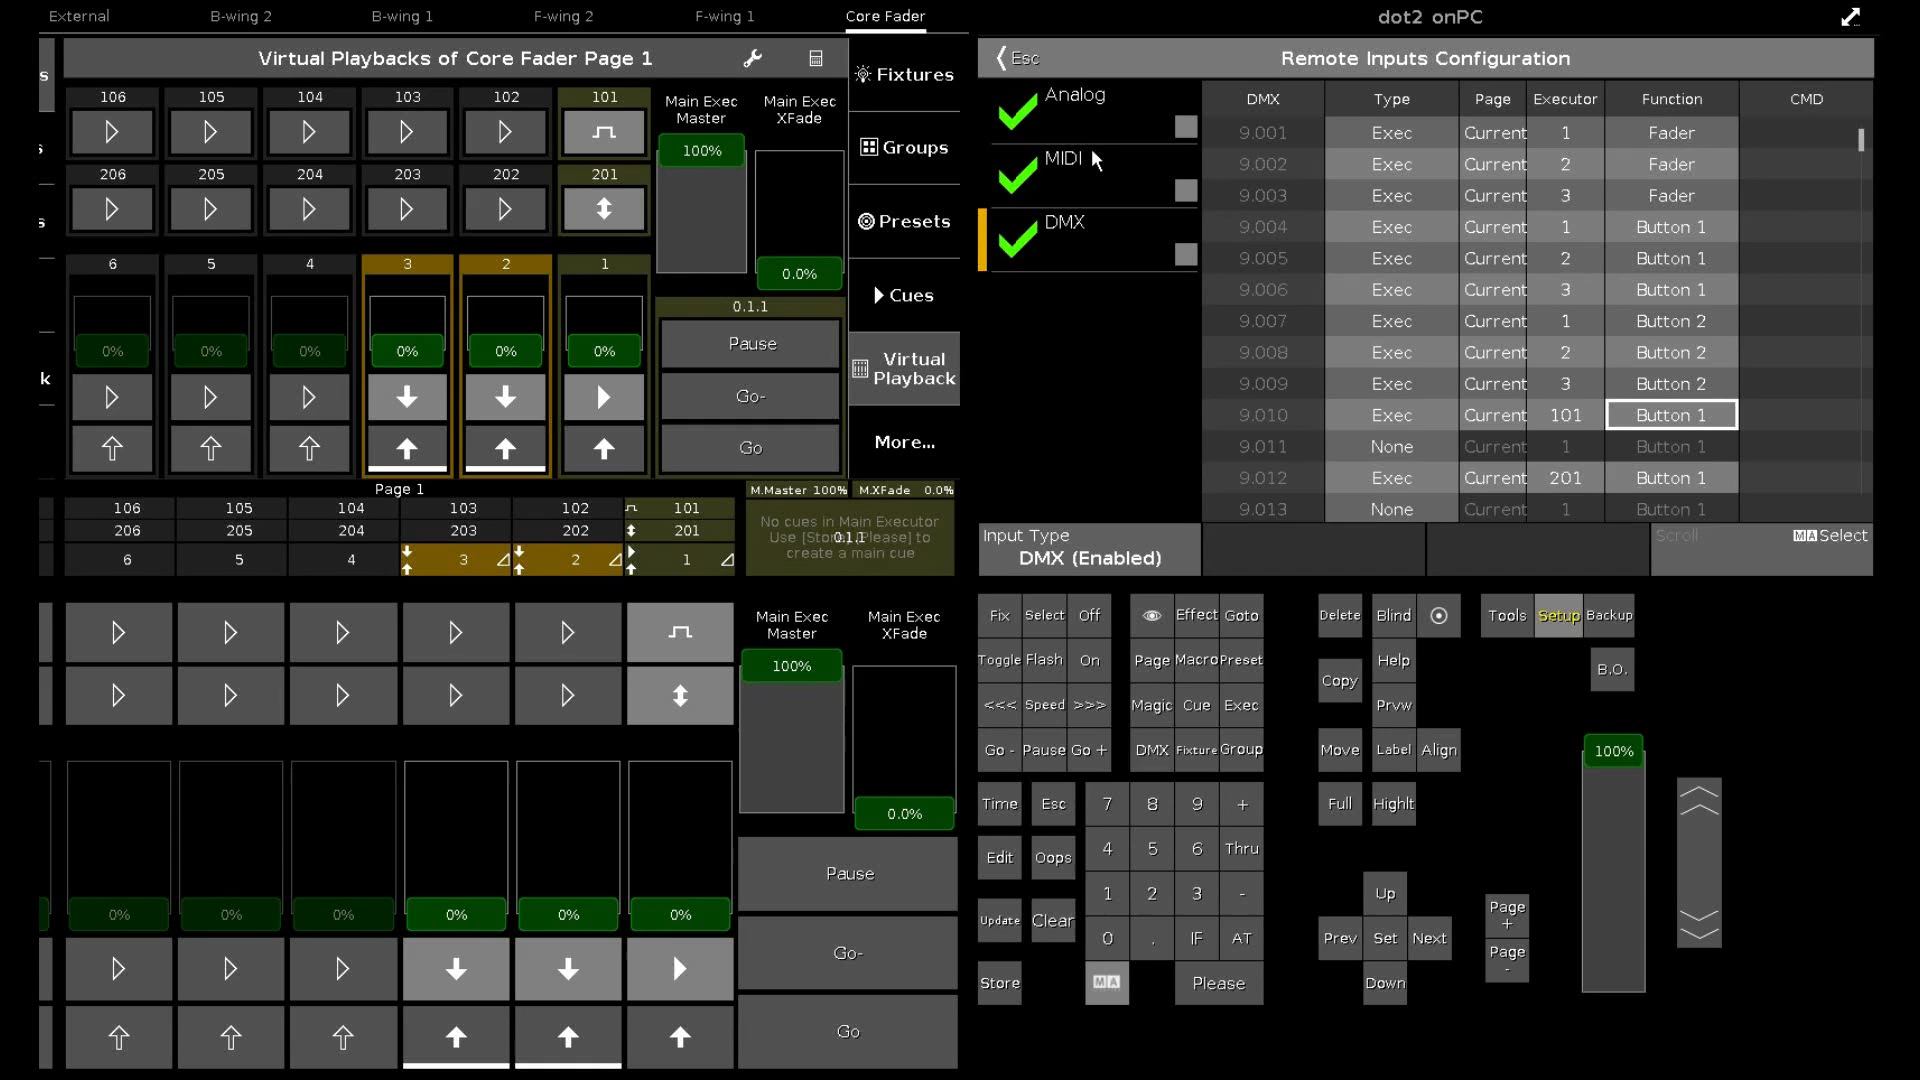 External B-wing 2 B-wing 1 F-wing 2 F-wing 1 Core Fader
dot2 onPC
Virtual Playbacks of Core Fader Page 1
Esc Remote Inputs Configuration
106 105 104 103 102 101
206 205 204 203 202 201
6 5 4 3 2 1
0% 0% 0% 0% 0% 0%
Main Exec
Master
100%
Main Exec
XFade
0.0%
0.1.1
Pause
Go-
Go
s
s
s
k
Fixtures
Groups
Presets
Cues
Virtual
Playback
More...
Analog
MIDI
DMX
DMX Type Page Executor Function CMD
9.001 Exec Current 1 Fader
9.002 Exec Current 2 Fader
9.003 Exec Current 3 Fader
9.004 Exec Current 1 Button 1
9.005 Exec Current 2 Button 1
9.006 Exec Current 3 Button 1
9.007 Exec Current 1 Button 2
9.008 Exec Current 2 Button 2
9.009 Exec Current 3 Button 2
9.010 Exec Current 101 Button 1
9.011 None Current 1 Button 1
9.012 Exec Current 201 Button 1
9.013 None Current 1 Button 1
Input Type
DMX (Enabled)
Scroll MA Select
Page 1
106 105 104 103 102 101
206 205 204 203 202 201
6 5 4 3 2 1
M.Master 100% M.XFade 0.0%
No cues in Main Executor
Use [Store] [Please] to
create a main cue
0.1.1
Main Exec
Master
100%
Main Exec
XFade
0.0%
0% 0% 0% 0% 0% 0%
Pause
Go-
Go
Fix Select Off
Toggle Flash On
<<< Speed >>>
Go - Pause Go +
Effect Goto
Page Macro Preset
Magic Cue Exec
DMX Fixture Group
Delete Blind
Help
Copy
Prvw
Move Label Align
Full Highlt
Tools Setup Backup
B.O.
Time Esc 7 8 9 +
Edit Oops 4 5 6 Thru
1 2 3 -
Update Clear
0 . IF AT
Store MA Please
Up
Prev Set Next
Down
Page
+
Page
-
100%